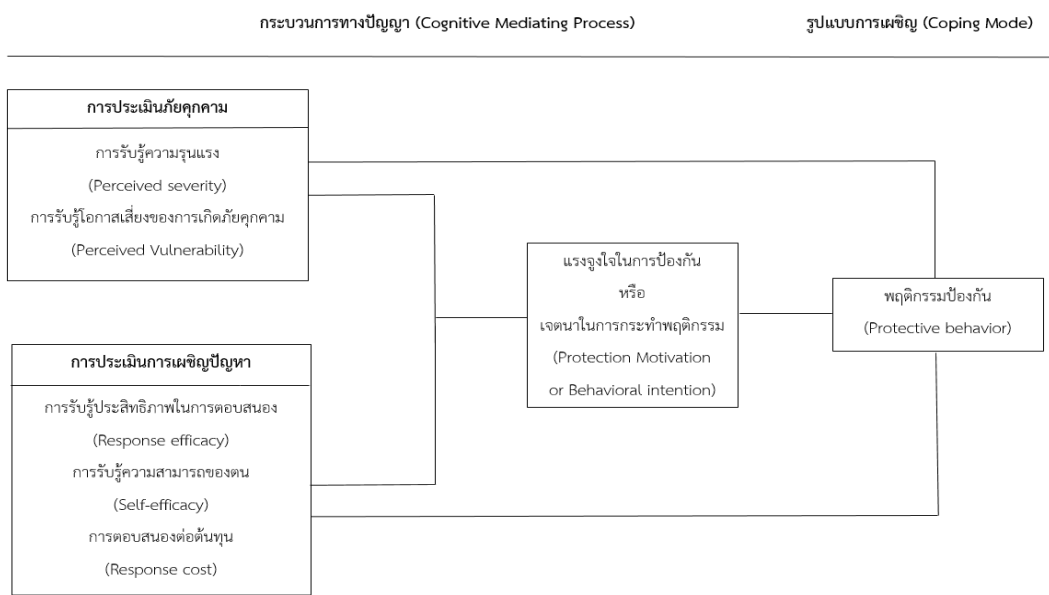 กระบวนการทางปัญญา (Cognitive Mediating Process)
รูปแบบการเผชิญ (Coping Mode)
การประเมินภัยคุกคาม
การรับรู้ความรุนแรง
(Perceived severity)
การรับรู้โอกาสเสี่ยงของการเกิดภัยคุกคาม
(Perceived Vulnerability)
การประเมินการเผชิญปัญหา
การรับรู้ประสิทธิภาพในการตอบสนอง
(Response efficacy)
การรับรู้ความสามารถของตน
(Self-efficacy)
การตอบสนองต่อต้นทุน
(Response cost)
แรงจูงใจในการป้องกัน
หรือ
เจตนาในการกระทำพฤติกรรม
(Protection Motivation
or Behavioral intention)
พฤติกรรมป้องกัน
(Protective behavior)